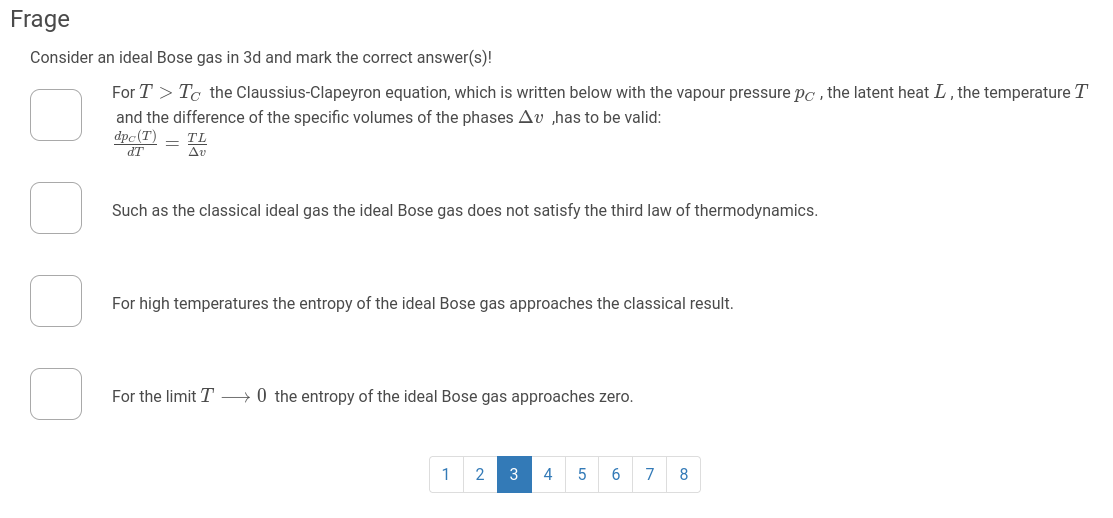 Frage
Consider an ideal Bose gas in 3d and mark the correct answer(s)!
For T > T_C the Claussius-Clapeyron equation, which is written below with the vapour pressure p_C , the latent heat L , the temperature T
and the difference of the specific volumes of the phases Δv ,has to be valid:
dp_C(T)/dT = TL/Δv
Such as the classical ideal gas the ideal Bose gas does not satisfy the third law of thermodynamics.
For high temperatures the entropy of the ideal Bose gas approaches the classical result.
For the limit T ⟶ 0 the entropy of the ideal Bose gas approaches zero.
1 2 3 4 5 6 7 8